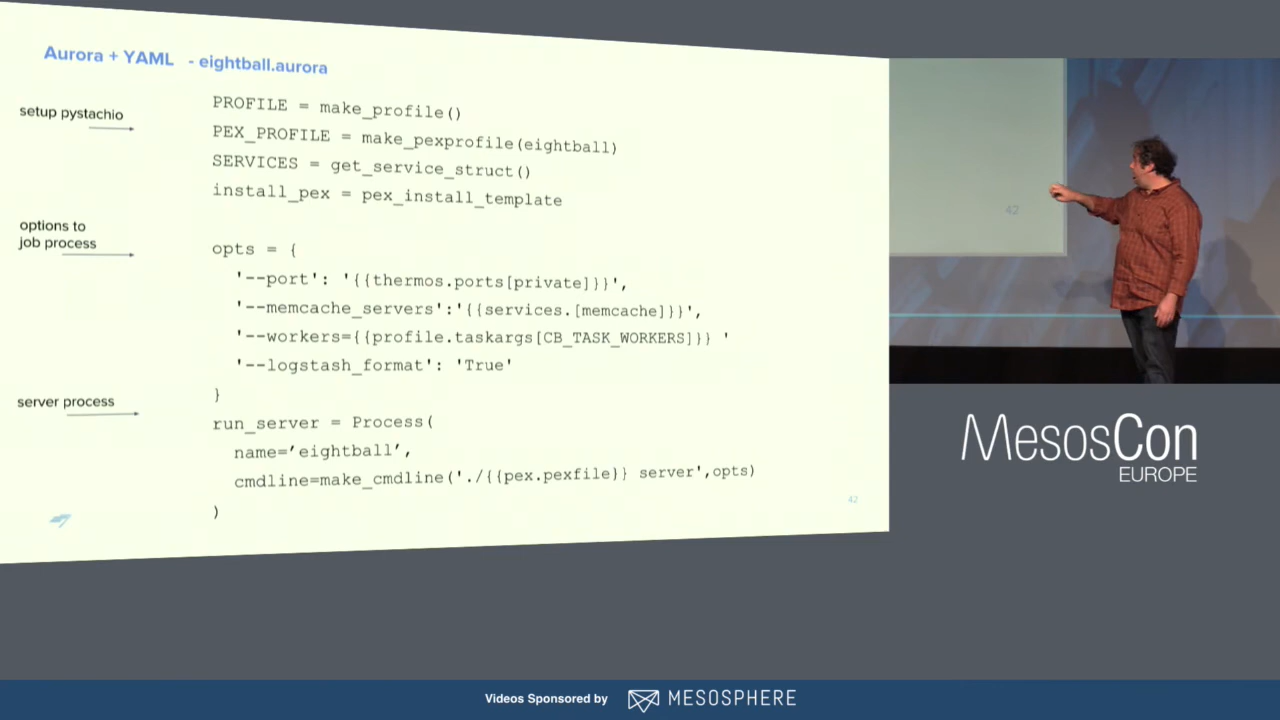 Aurora + YAML - eightball.aurora
setup pystachio
PROFILE = make_profile()
PEX_PROFILE = make_pexprofile(eightball)
SERVICES = get_service_struct()
install_pex = pex_install_template
options to
job process
opts = {
'--port': '{{thermos.ports[private]}}',
'--memcache_servers':'{{services.[memcache]}}',
'--workers={{profile.taskargs[CB_TASK_WORKERS]}} '
'--logstash_format': 'True'
}
server process
run_server = Process(
name=’eightball’,
cmdline=make_cmdline('./{{pex.pexfile}} server',opts)
)
42
42
MesosCon
EUROPE
Videos Sponsored by
MESOSPHERE